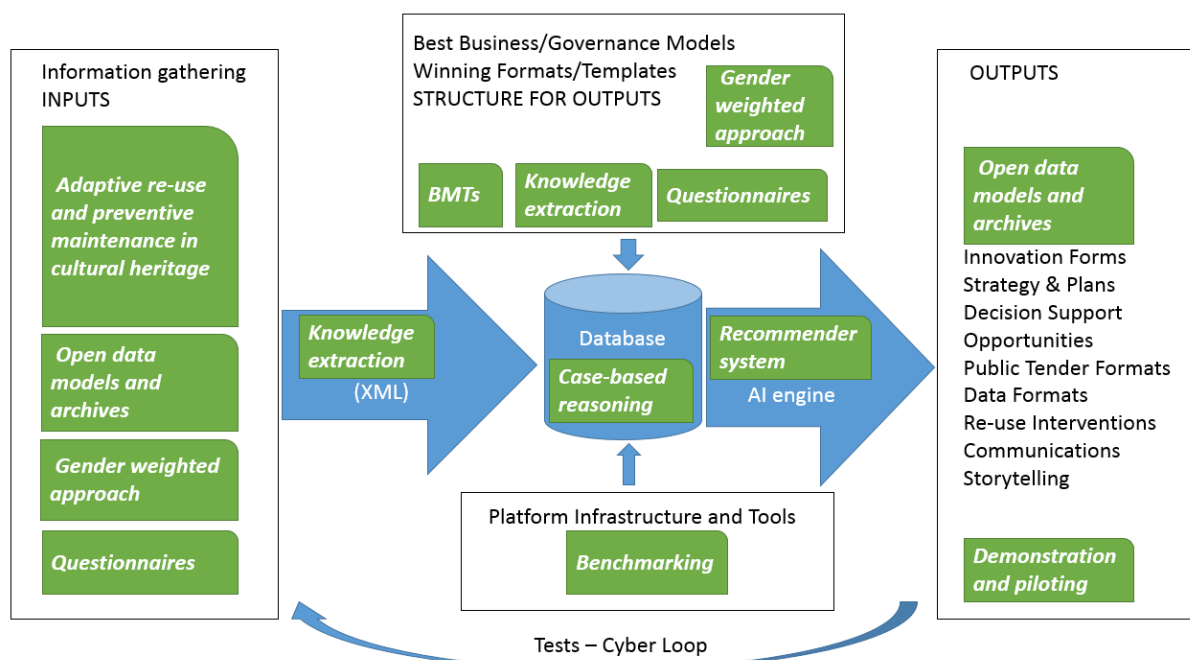 Information gathering
INPUTS
Adaptive re-use
and preventive
maintenance in
cultural heritage
Open data
models and
archives
Gender weighted
approach
Questionnaires
Knowledge
extraction
(XML)
Best Business/Governance Models
Winning Formats/Templates
STRUCTURE FOR OUTPUTS
Gender
weighted
approach
BMTs
Knowledge
extraction
Questionnaires
Database
Case-based
reasoning
Platform Infrastructure and Tools
Benchmarking
Recommender
system
AI engine
OUTPUTS
Open data
models and
archives
Innovation Forms
Strategy & Plans
Decision Support
Opportunities
Public Tender Formats
Data Formats
Re-use Interventions
Communications
Storytelling
Demonstration
and piloting
Tests – Cyber Loop